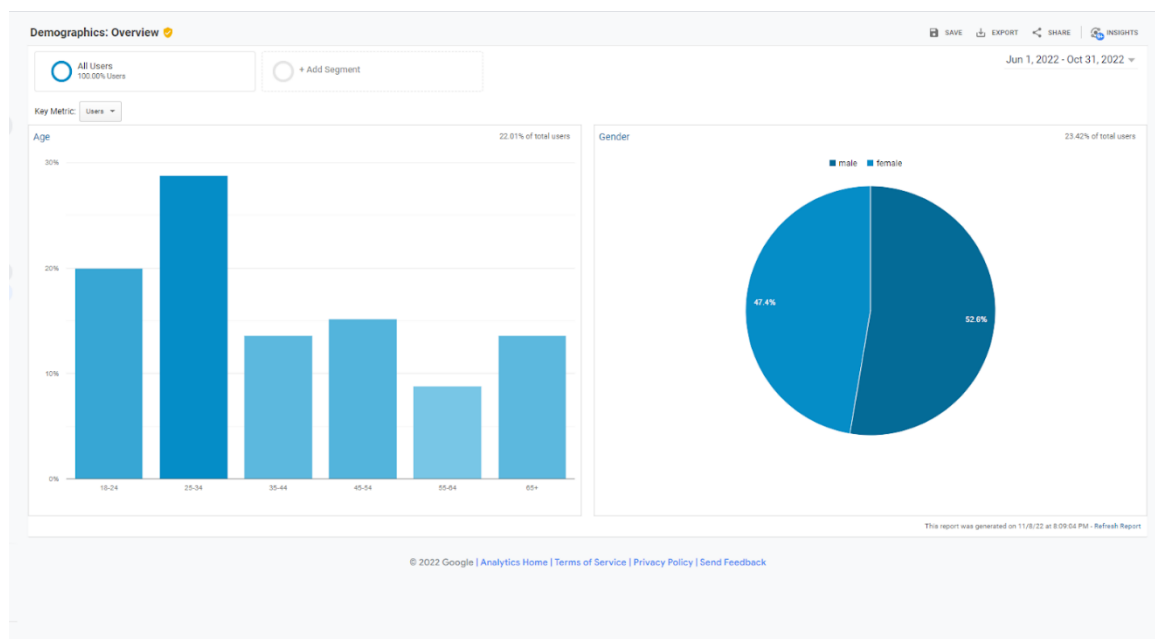 Demographics: Overview
SAVE EXPORT SHARE INSIGHTS
All Users
100.00% Users
+ Add Segment
Jun 1, 2022 - Oct 31, 2022
Key Metric: Users
Age
22.01% of total users
30%
20%
10%
0%
18-24 25-34 35-44 45-54 55-64 65+
Gender
23.42% of total users
male female
47.4%
52.6%
This report was generated on 11/8/22 at 8:09:04 PM - Refresh Report
© 2022 Google | Analytics Home | Terms of Service | Privacy Policy | Send Feedback